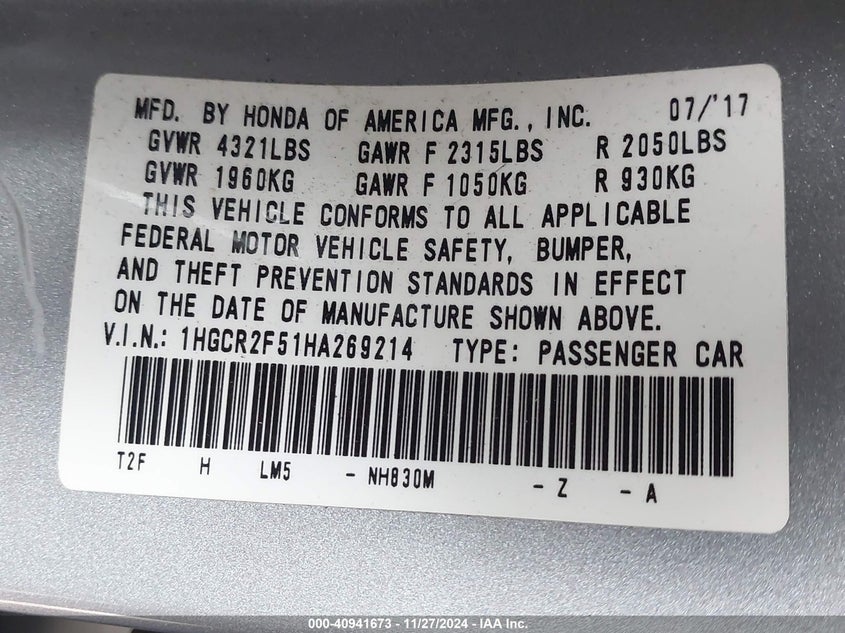 MFD. BY HONDA OF AMERICA MFG., INC. 07/'17
GVWR 4321LBS GAWR F 2315LBS R 2050LBS
GVWR 1960KG GAWR F 1050KG R 930KG
THIS VEHICLE CONFORMS TO ALL APPLICABLE
FEDERAL MOTOR VEHICLE SAFETY, BUMPER,
AND THEFT PREVENTION STANDARDS IN EFFECT
ON THE DATE OF MANUFACTURE SHOWN ABOVE.
V.I.N.: 1HGCR2F51HA269214 TYPE: PASSENGER CAR
T2F H LM5 - NH830M - Z - A
000-40941673 - 11/27/2024 - IAA Inc.